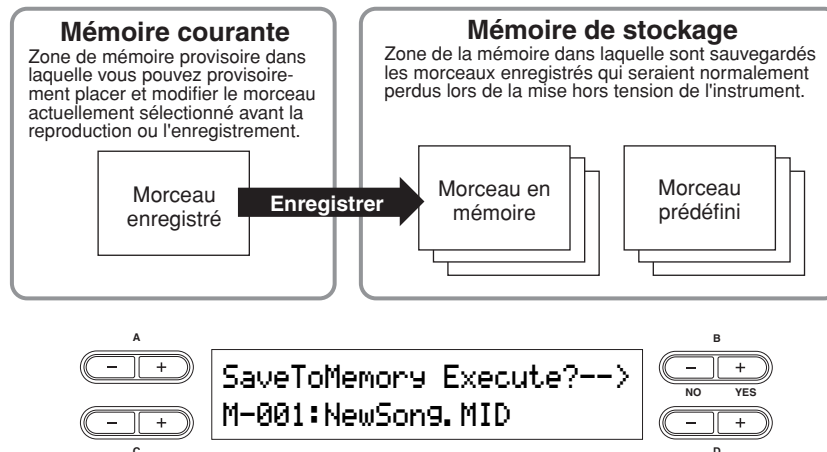 Mémoire courante
Zone de mémoire provisoire dans
laquelle vous pouvez provisoire-
ment placer et modifier le morceau
actuellement sélectionné avant la
reproduction ou l'enregistrement.
Morceau
enregistré
Enregistrer
Mémoire de stockage
Zone de la mémoire dans laquelle sont sauvegardés
les morceaux enregistrés qui seraient normalement
perdus lors de la mise hors tension de l'instrument.
Morceau en
mémoire
Morceau
prédéfini
A
– +
– +
C
SaveToMemory Execute?-->
M-001:NewSong.MID
B
– +
NO YES
– +
D